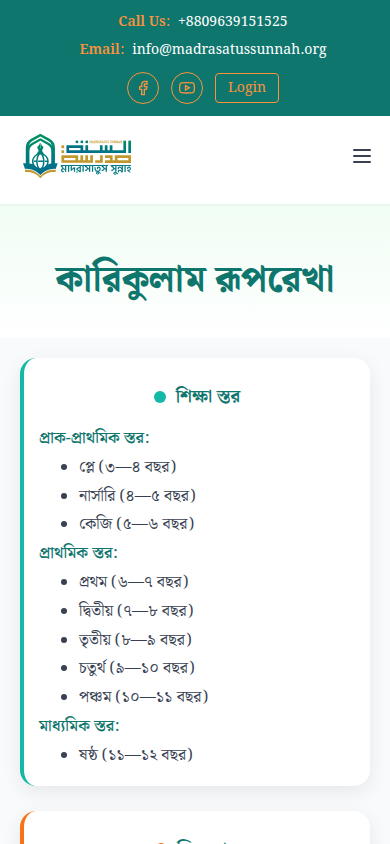 Call Us: +8809639151525
Email: info@madrasatussunnah.org
Login
مدرسة السنة
মাদরাসাতুস সুন্নাহ
কারিকুলাম রূপরেখা
শিক্ষা স্তর
প্রাক-প্রাথমিক স্তর:
প্লে (৩—৪ বছর)
নার্সারি (৪—৫ বছর)
কেজি (৫—৬ বছর)
প্রাথমিক স্তর:
প্রথম (৬—৭ বছর)
দ্বিতীয় (৭—৮ বছর)
তৃতীয় (৮—৯ বছর)
চতুর্থ (৯—১০ বছর)
পঞ্চম (১০—১১ বছর)
মাধ্যমিক স্তর:
ষষ্ঠ (১১—১২ বছর)